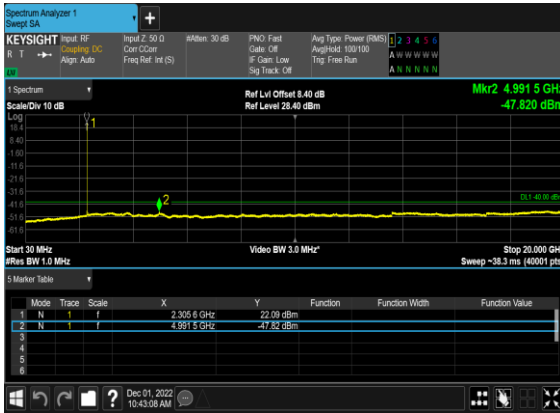 Spectrum Analyzer 1
Swept SA
+
KEYSIGHT Input: RF Input Z: 50 Ω #Atten: 30 dB PNO: Fast Avg Type: Power (RMS) 1 2 3 4 5 6
R T Coupling: DC Corr CCorr Gate: Off Avg|Hold: 100/100 A W W W W W
Align: Auto Freq Ref: Int (S) IF Gain: Low Trig: Free Run
Sig Track: Off A N N N N N
1 Spectrum Ref Lvl Offset 8.40 dB Mkr2 4.991 5 GHz
Scale/Div 10 dB Ref Level 28.40 dBm -47.820 dBm
Log
18.4
8.40
-1.60
-11.6
-21.6
-31.6
-41.6
-51.6
-61.6
1
2
DL1 -40.00 dBm
Start 30 MHz Video BW 3.0 MHz* Stop 20.000 GHz
#Res BW 1.0 MHz Sweep ~38.3 ms (40001 pts)
5 Marker Table
Mode Trace Scale X Y Function Function Width Function Value
1 N 1 f 2.305 6 GHz 22.09 dBm
2 N 1 f 4.991 5 GHz -47.82 dBm
3
4
5
6
? Dec 01, 2022
10:43:08 AM